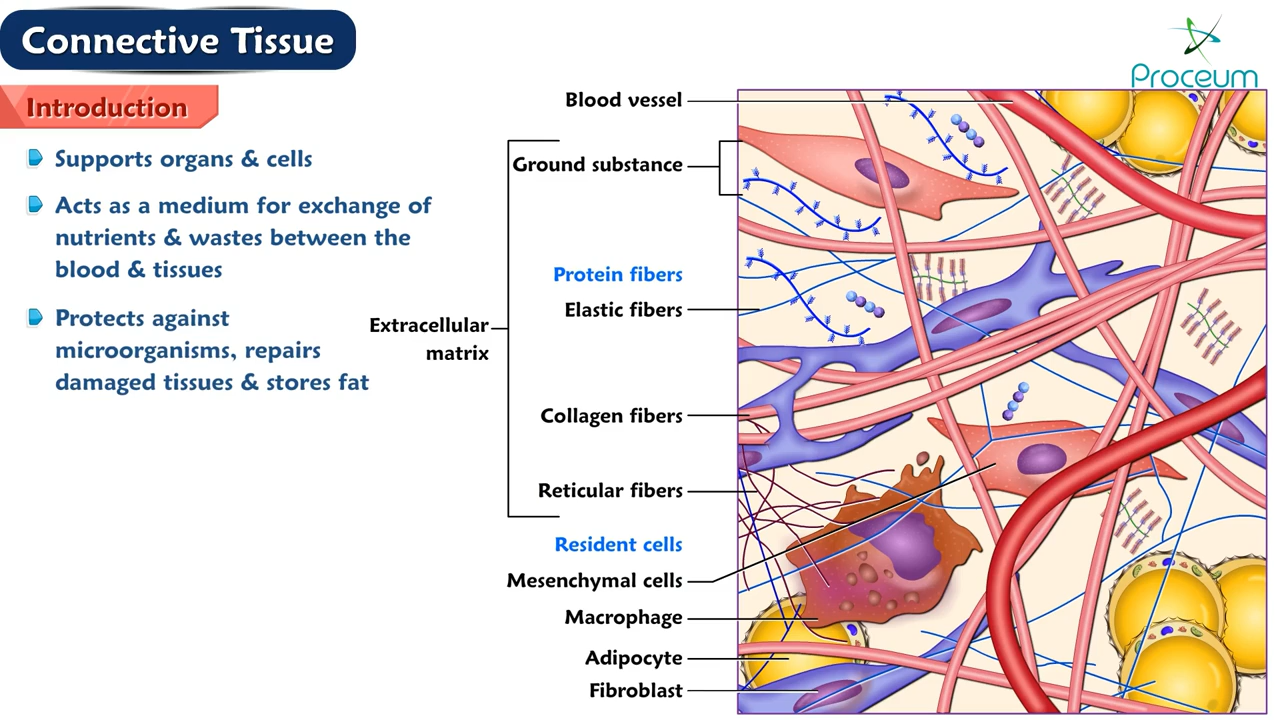 Connective Tissue
Proceum
Introduction
Supports organs & cells
Acts as a medium for exchange of
nutrients & wastes between the
blood & tissues
Protects against
microorganisms, repairs
damaged tissues & stores fat
Blood vessel
Ground substance
Protein fibers
Elastic fibers
Extracellular
matrix
Collagen fibers
Reticular fibers
Resident cells
Mesenchymal cells
Macrophage
Adipocyte
Fibroblast